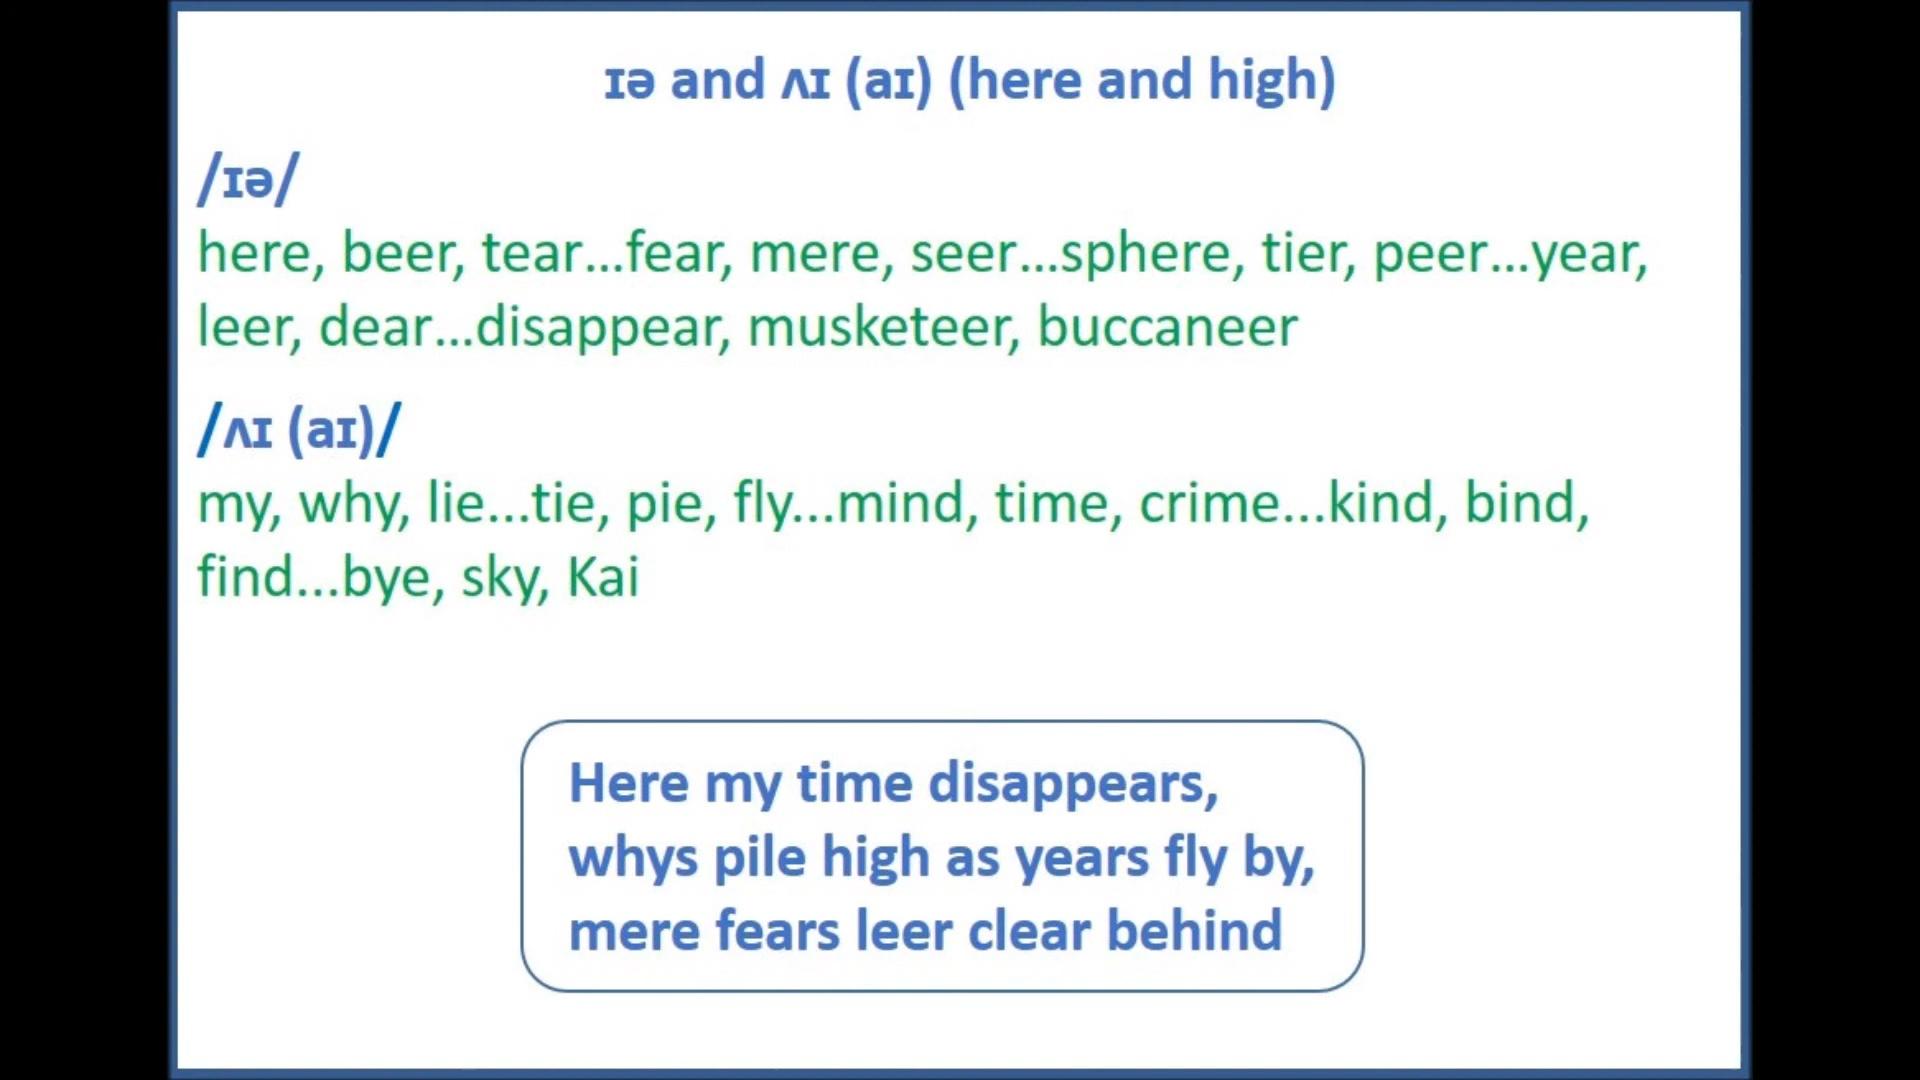 ɪə and ʌɪ (aɪ) (here and high)
/ɪə/
here, beer, tear...fear, mere, seer...sphere, tier, peer...year,
leer, dear...disappear, musketeer, buccaneer
/ʌɪ (aɪ)/
my, why, lie...tie, pie, fly...mind, time, crime...kind, bind,
find...bye, sky, Kai
Here my time disappears,
whys pile high as years fly by,
mere fears leer clear behind